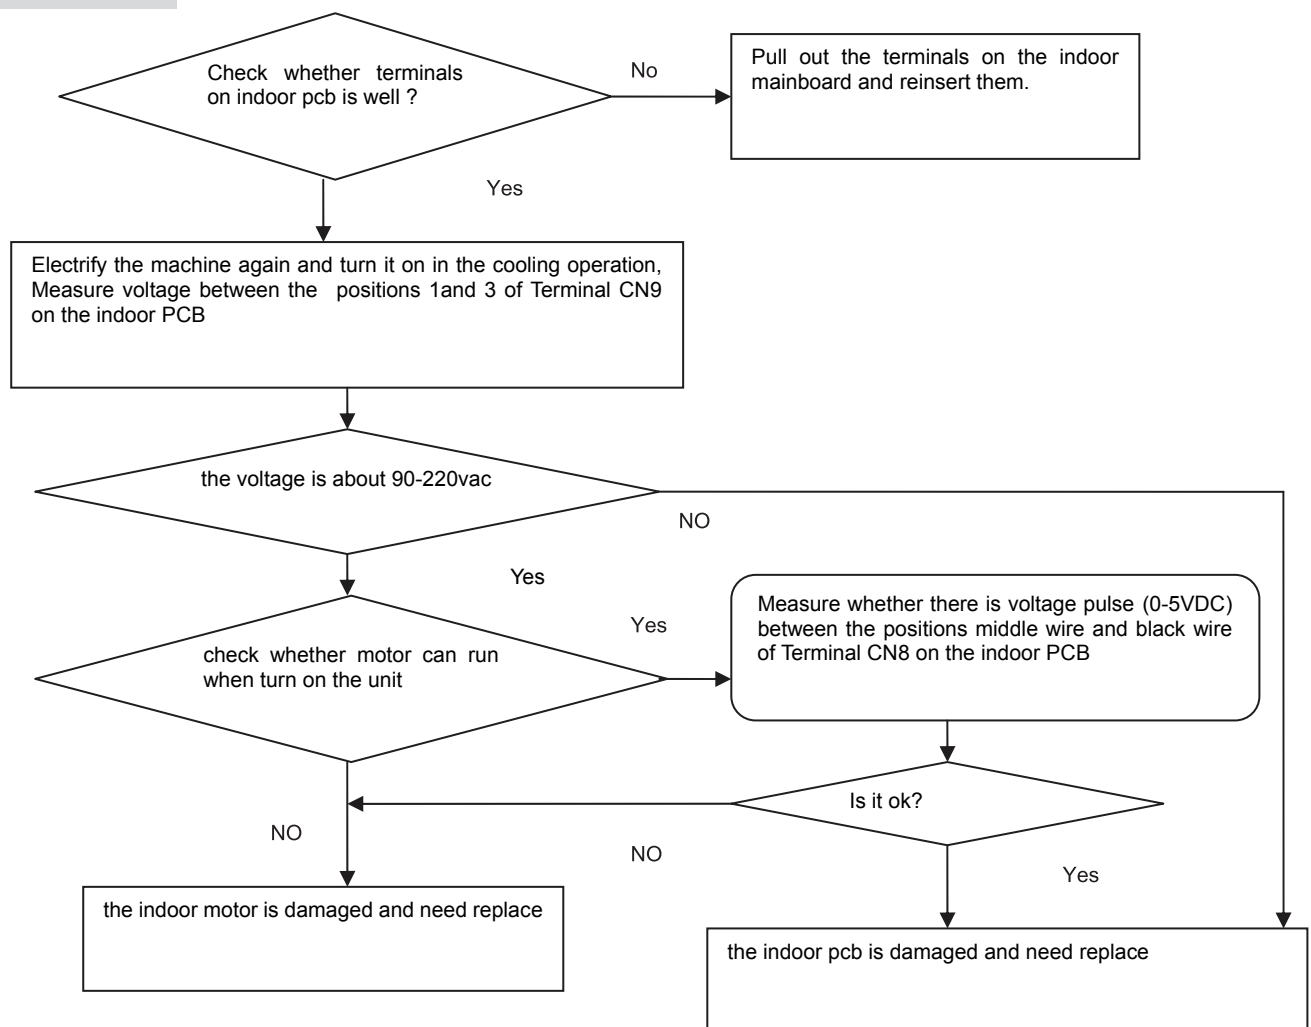 Check whether terminals
on indoor pcb is well ?
No
Pull out the terminals on the indoor
mainboard and reinsert them.
Yes
Electrify the machine again and turn it on in the cooling operation,
Measure voltage between the positions 1and 3 of Terminal CN9
on the indoor PCB
the voltage is about 90-220vac
NO
Yes
check whether motor can run
when turn on the unit
Yes
Measure whether there is voltage pulse (0-5VDC)
between the positions middle wire and black wire
of Terminal CN8 on the indoor PCB
Is it ok?
NO
NO
Yes
the indoor motor is damaged and need replace
the indoor pcb is damaged and need replace